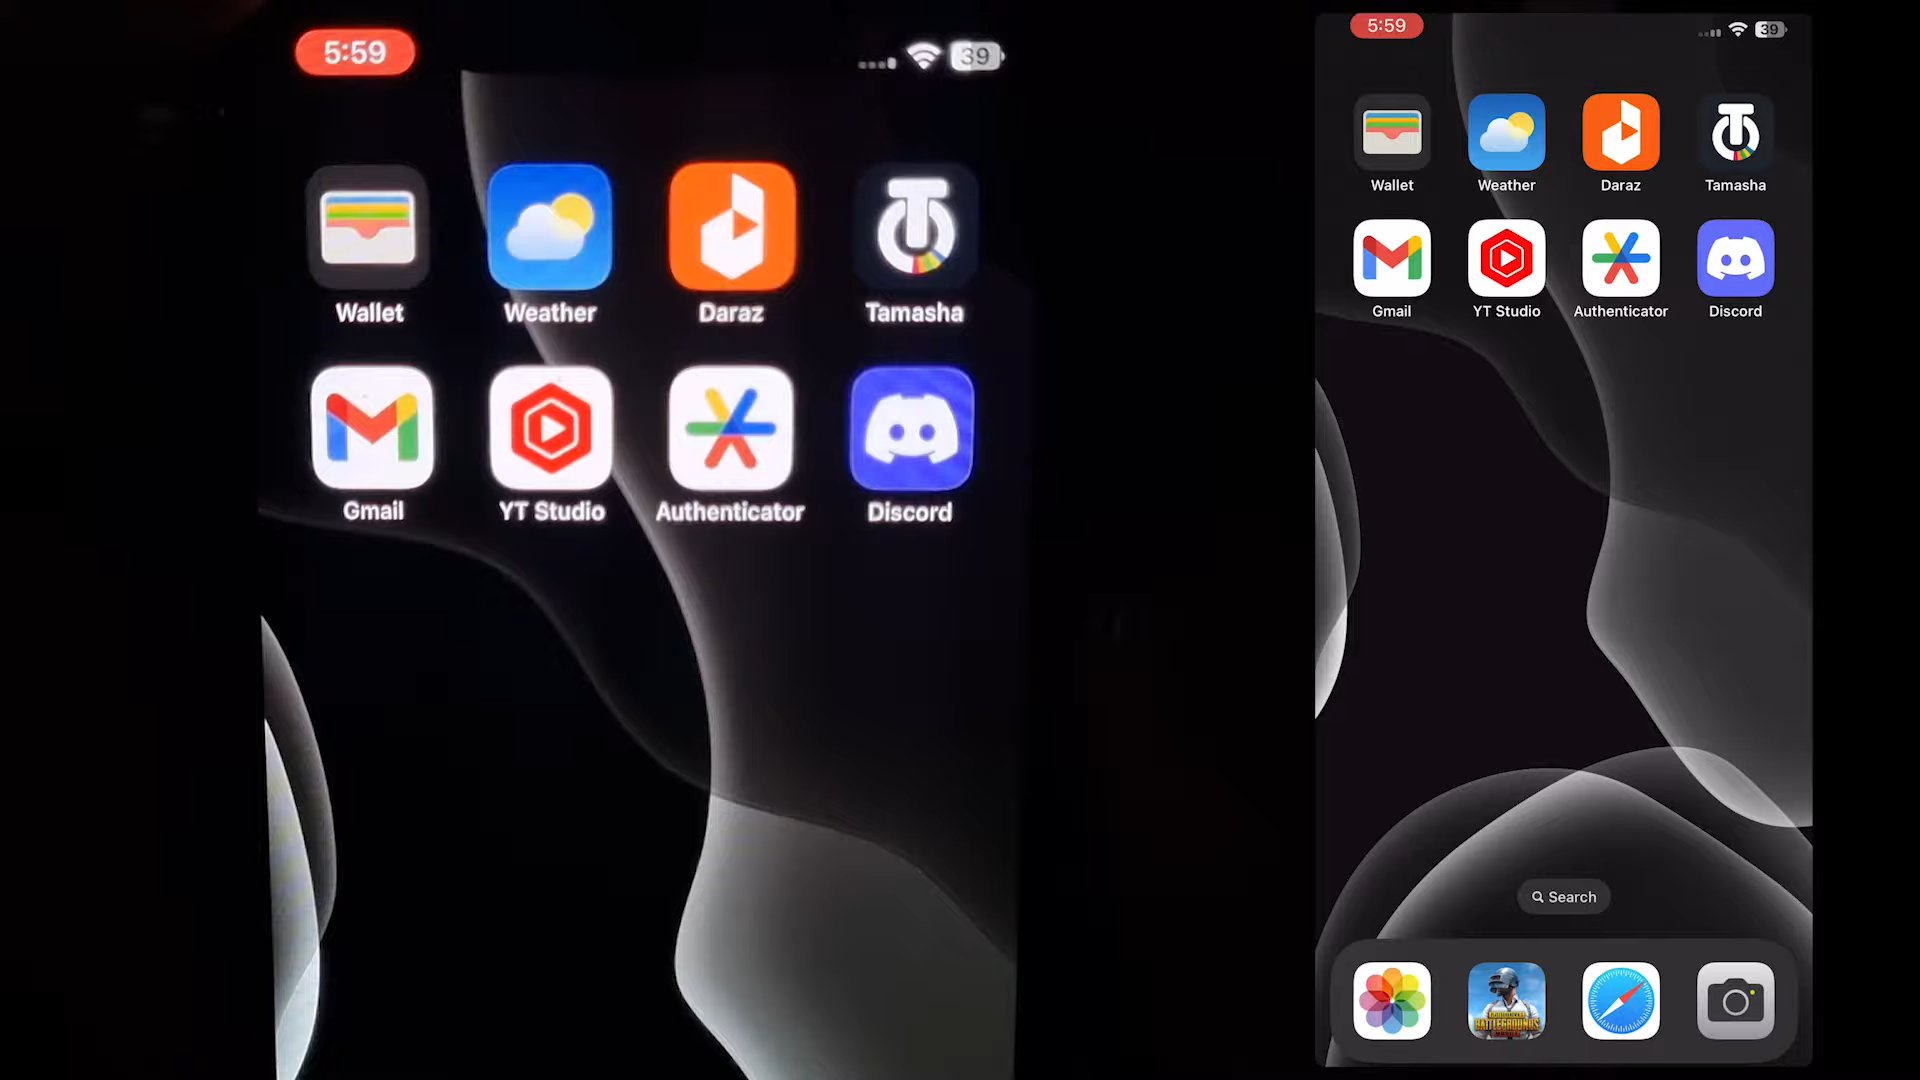 5:59
39
Wallet Weather Daraz Tamasha
Gmail YT Studio Authenticator Discord
5:59
39
Wallet Weather Daraz Tamasha
Gmail YT Studio Authenticator Discord
Search
BATTLEGROUNDS